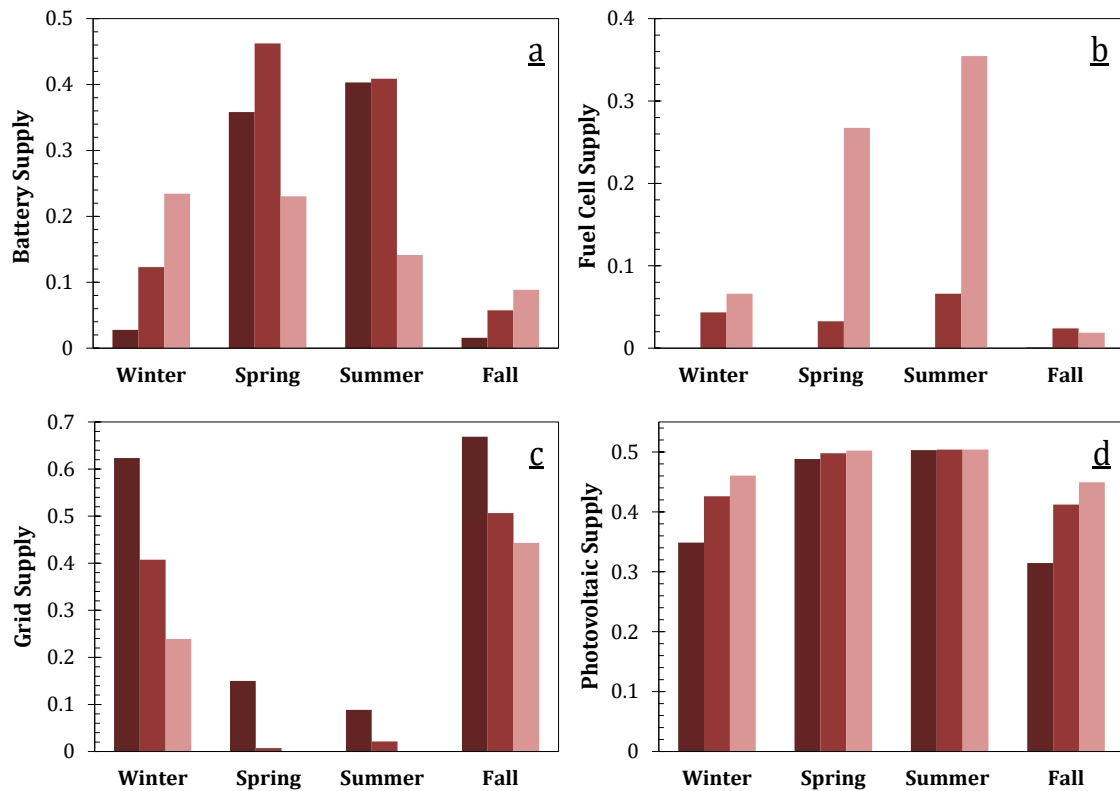 a
Battery Supply
0.5
0.4
0.3
0.2
0.1
0
Winter Spring Summer Fall
b
Fuel Cell Supply
0.4
0.3
0.2
0.1
0
Winter Spring Summer Fall
c
Grid Supply
0.7
0.6
0.5
0.4
0.3
0.2
0.1
0
Winter Spring Summer Fall
d
Photovoltaic Supply
0.5
0.4
0.3
0.2
0.1
0
Winter Spring Summer Fall